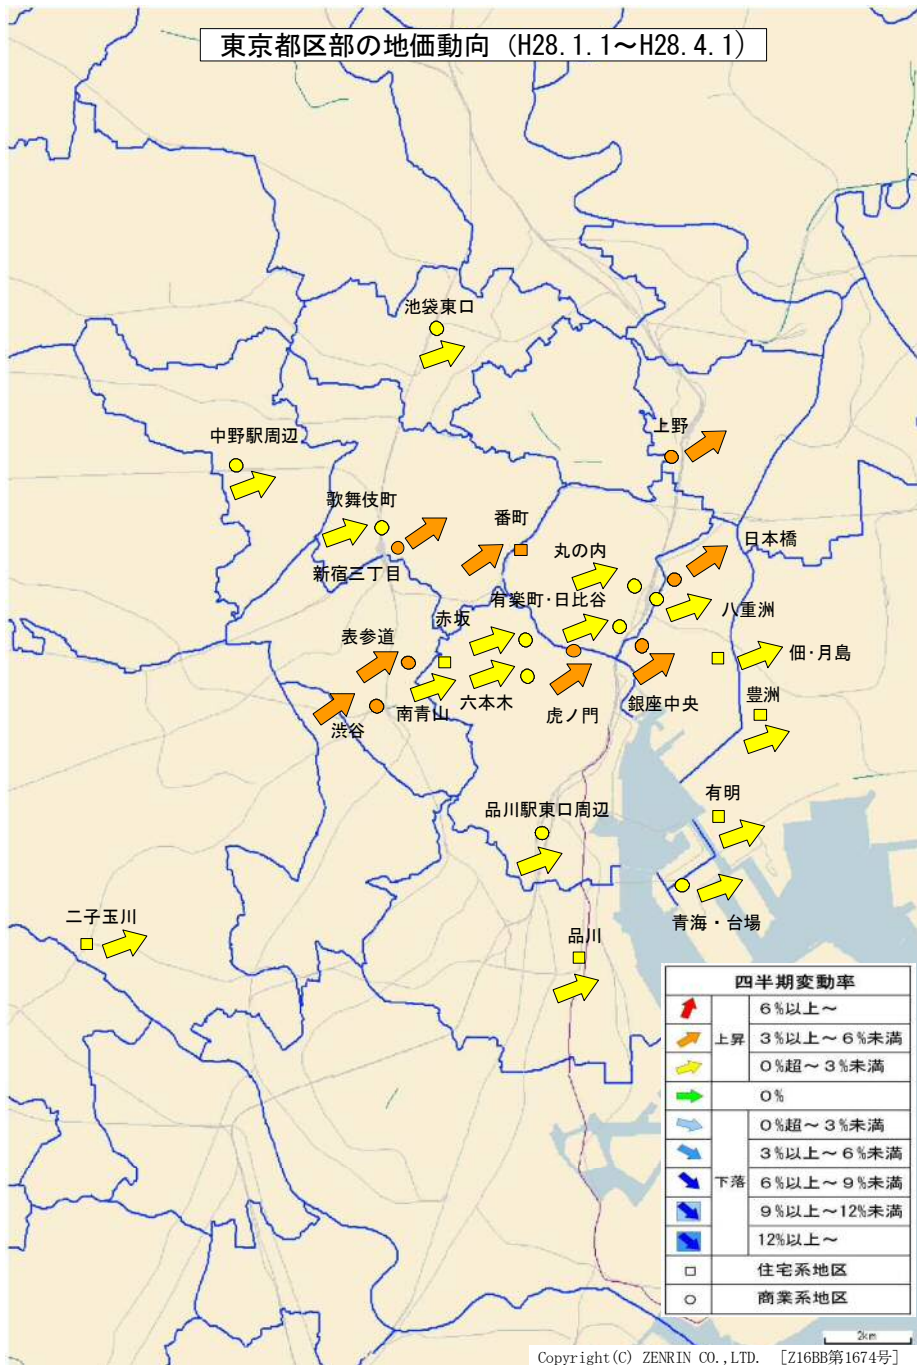 東京都区部の地価動向（H28.1.1～H28.4.1）
池袋東口
上野
中野駅周辺
歌舞伎町
番町
日本橋
丸の内
新宿三丁目
有楽町・日比谷
八重洲
赤坂
表参道
佃・月島
南青山
六本木
虎ノ門
銀座中央
豊洲
渋谷
有明
品川駅東口周辺
青海・台場
二子玉川
品川
四半期変動率
上昇
6%以上～
3%以上～6%未満
0%超～3%未満
0%
下落
0%超～3%未満
3%以上～6%未満
6%以上～9%未満
9%以上～12%未満
12%以上～
住宅系地区
商業系地区
2km
Copyright(C) ZENRIN CO.,LTD. [Z16BB第1674号]